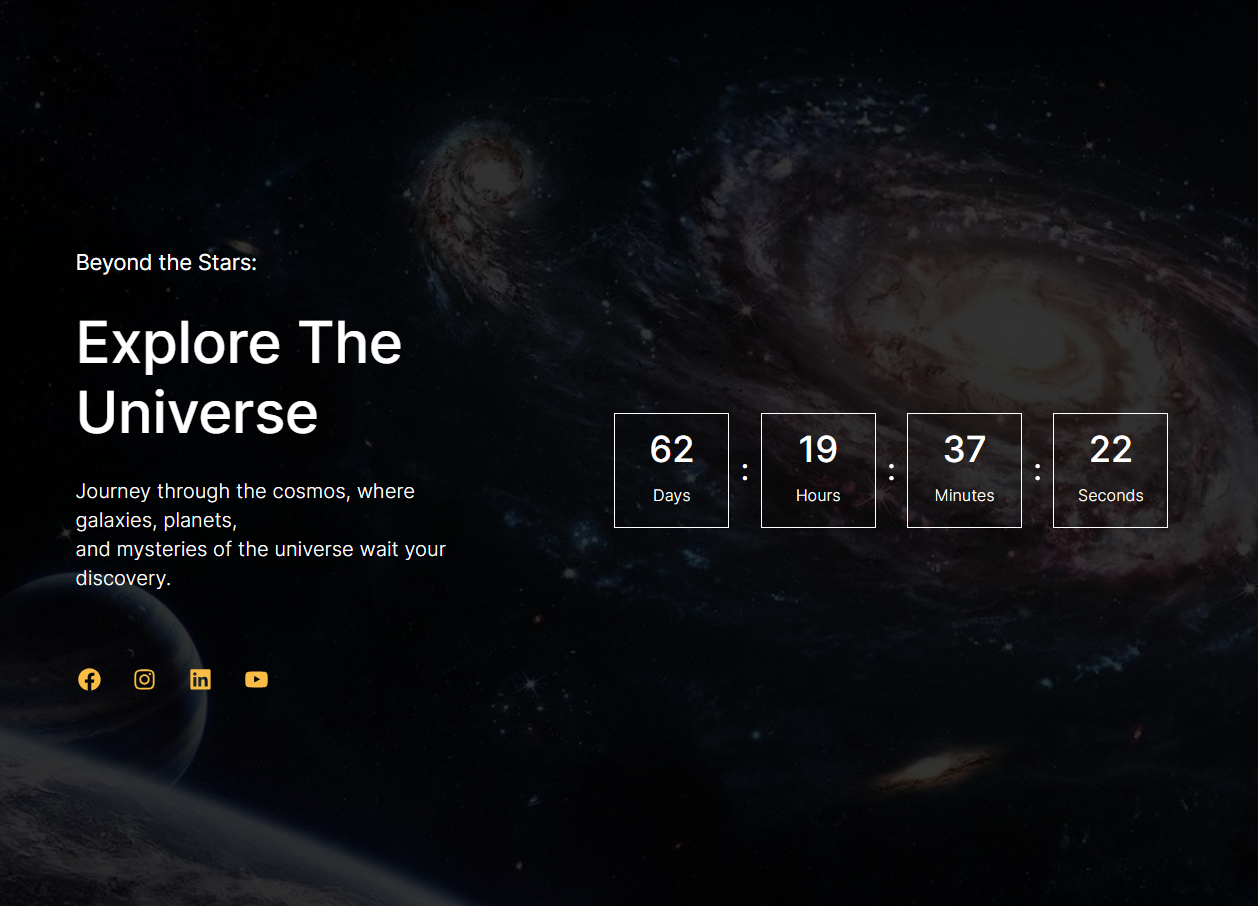 Beyond the Stars:
Explore The
Universe
Journey through the cosmos, where
galaxies, planets,
and mysteries of the universe wait your
discovery.
62 : 19 : 37 : 22
Days Hours Minutes Seconds